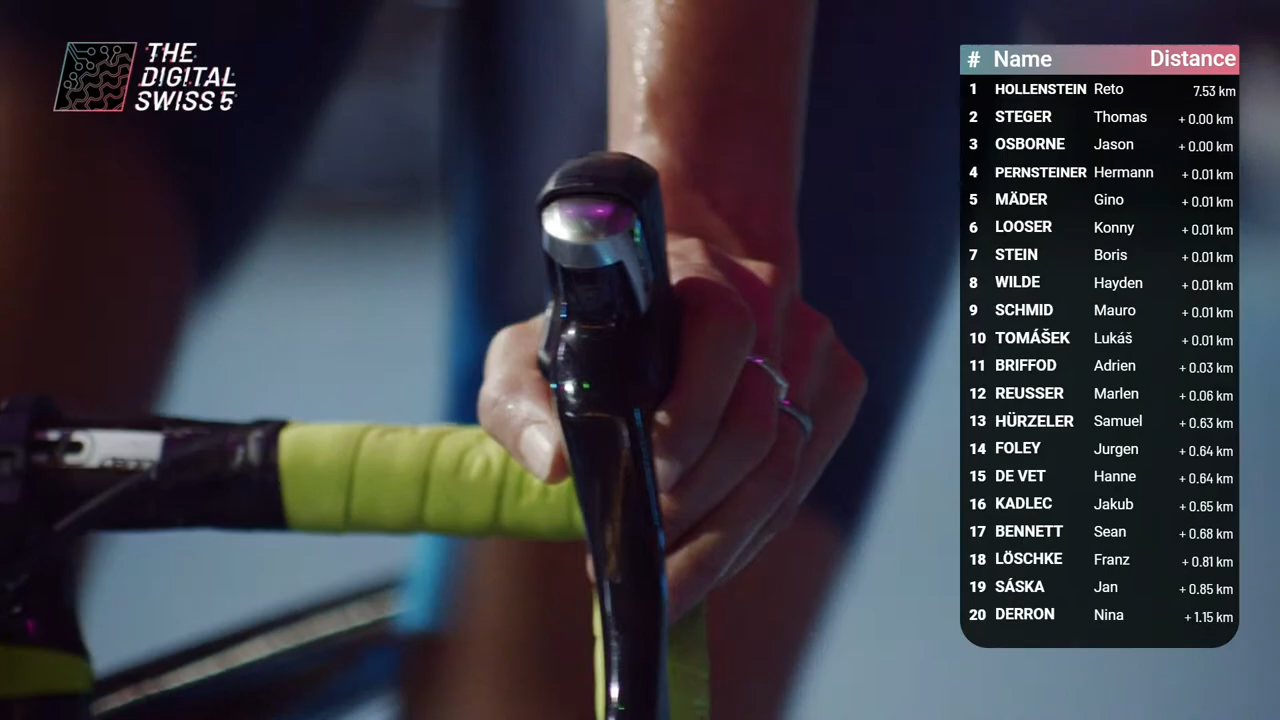 THE
DIGITAL
SWISS 5
# Name Distance
1 HOLLENSTEIN Reto 7.53 km
2 STEGER Thomas + 0.00 km
3 OSBORNE Jason + 0.00 km
4 PERNSTEINER Hermann + 0.01 km
5 MÄDER Gino + 0.01 km
6 LOOSER Konny + 0.01 km
7 STEIN Boris + 0.01 km
8 WILDE Hayden + 0.01 km
9 SCHMID Mauro + 0.01 km
10 TOMÁŠEK Lukáš + 0.01 km
11 BRIFFOD Adrien + 0.03 km
12 REUSSER Marlen + 0.06 km
13 HÜRZELER Samuel + 0.63 km
14 FOLEY Jurgen + 0.64 km
15 DE VET Hanne + 0.64 km
16 KADLEC Jakub + 0.65 km
17 BENNETT Sean + 0.68 km
18 LÖSCHKE Franz + 0.81 km
19 SÁSKA Jan + 0.85 km
20 DERRON Nina + 1.15 km